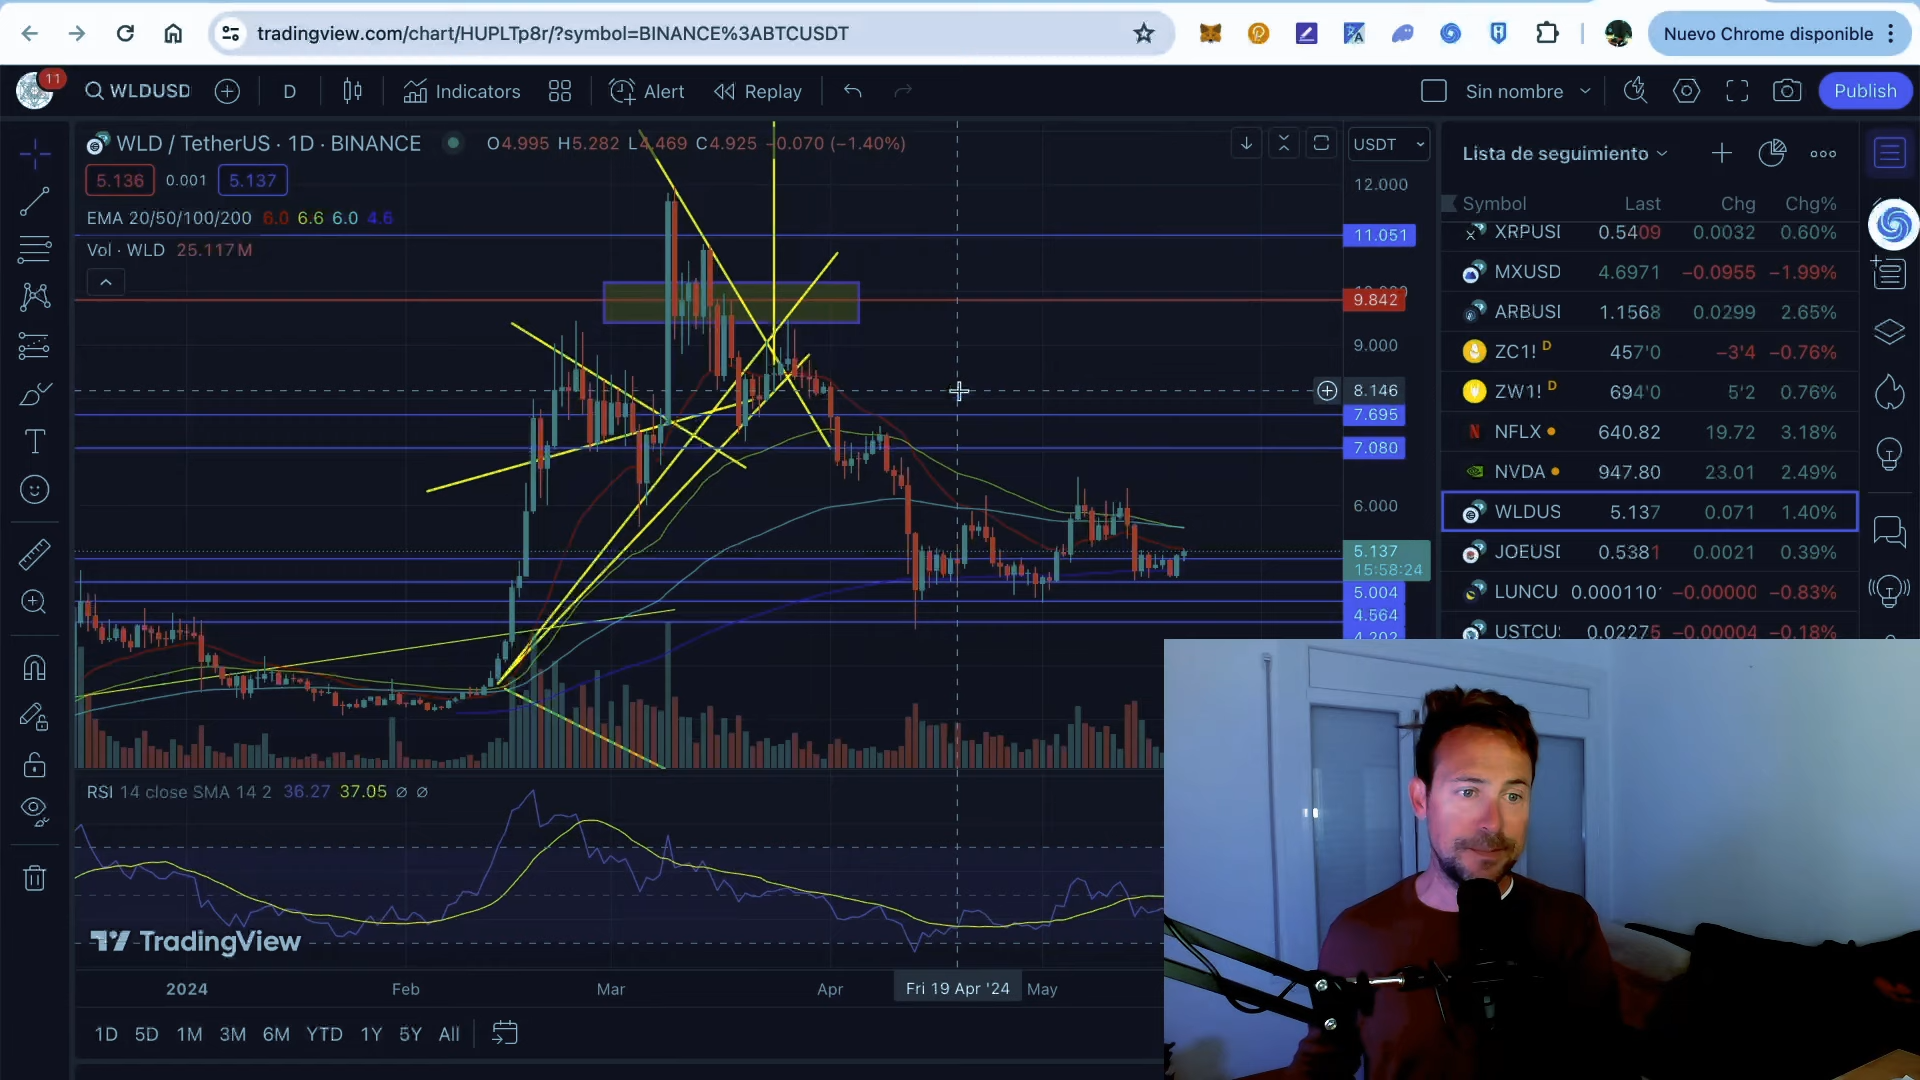 tradingview.com/chart/HUPLTp8r/?symbol=BINANCE%3ABTCUSDT
Nuevo Chrome disponible
11
WLDUSD
D
Indicators
Alert
Replay
Sin nombre
Publish
WLD / TetherUS · 1D · BINANCE
O4.995 H5.282 L4.469 C4.925 −0.070 (−1.40%)
USDT
5.136 0.001 5.137
EMA 20/50/100/200 6.0 6.6 6.0 4.6
Vol · WLD 25.117 M
12.000
11.051
9.842
9.000
8.146
7.695
7.080
6.000
5.137
15:58:24
5.004
4.564
4.202
Lista de seguimiento
Symbol Last Chg Chg%
XRPUSI 0.5409 0.0032 0.60%
MXUSD 4.6971 −0.0955 −1.99%
ARBUSI 1.1568 0.0299 2.65%
ZC1! D 457'0 −3'4 −0.76%
ZW1! D 694'0 5'2 0.76%
NFLX 640.82 19.72 3.18%
NVDA 947.80 23.01 2.49%
WLDUS 5.137 0.071 1.40%
JOEUSI 0.5381 0.0021 0.39%
LUNCU 0.000110 −0.00000 −0.83%
USTCU 0.02275 −0.00004 −0.18%
RSI 14 close SMA 14 2 36.27 37.05 ∅ ∅
TradingView
2024 Feb Mar Apr Fri 19 Apr '24 May
1D 5D 1M 3M 6M YTD 1Y 5Y All